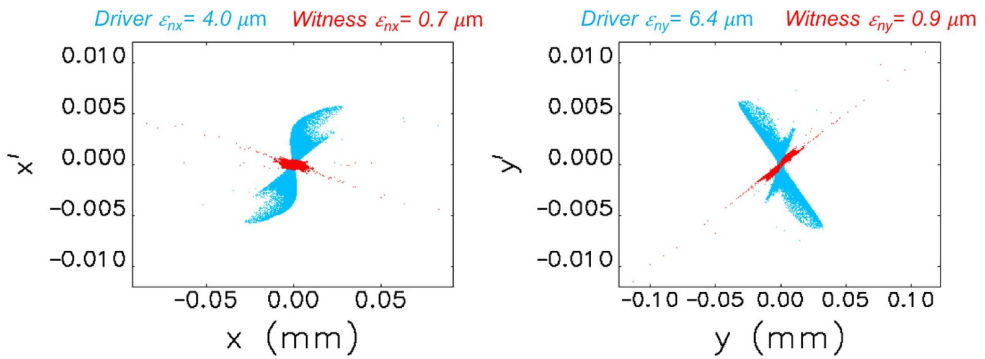 Driver εnx= 4.0 μm Witness εnx= 0.7 μm
Driver εny= 6.4 μm Witness εny= 0.9 μm
0.010
0.005
0.000
−0.005
−0.010
x'
−0.05 0.00 0.05
x (mm)
0.010
0.005
0.000
−0.005
−0.010
y'
−0.10 −0.05 0.00 0.05 0.10
y (mm)